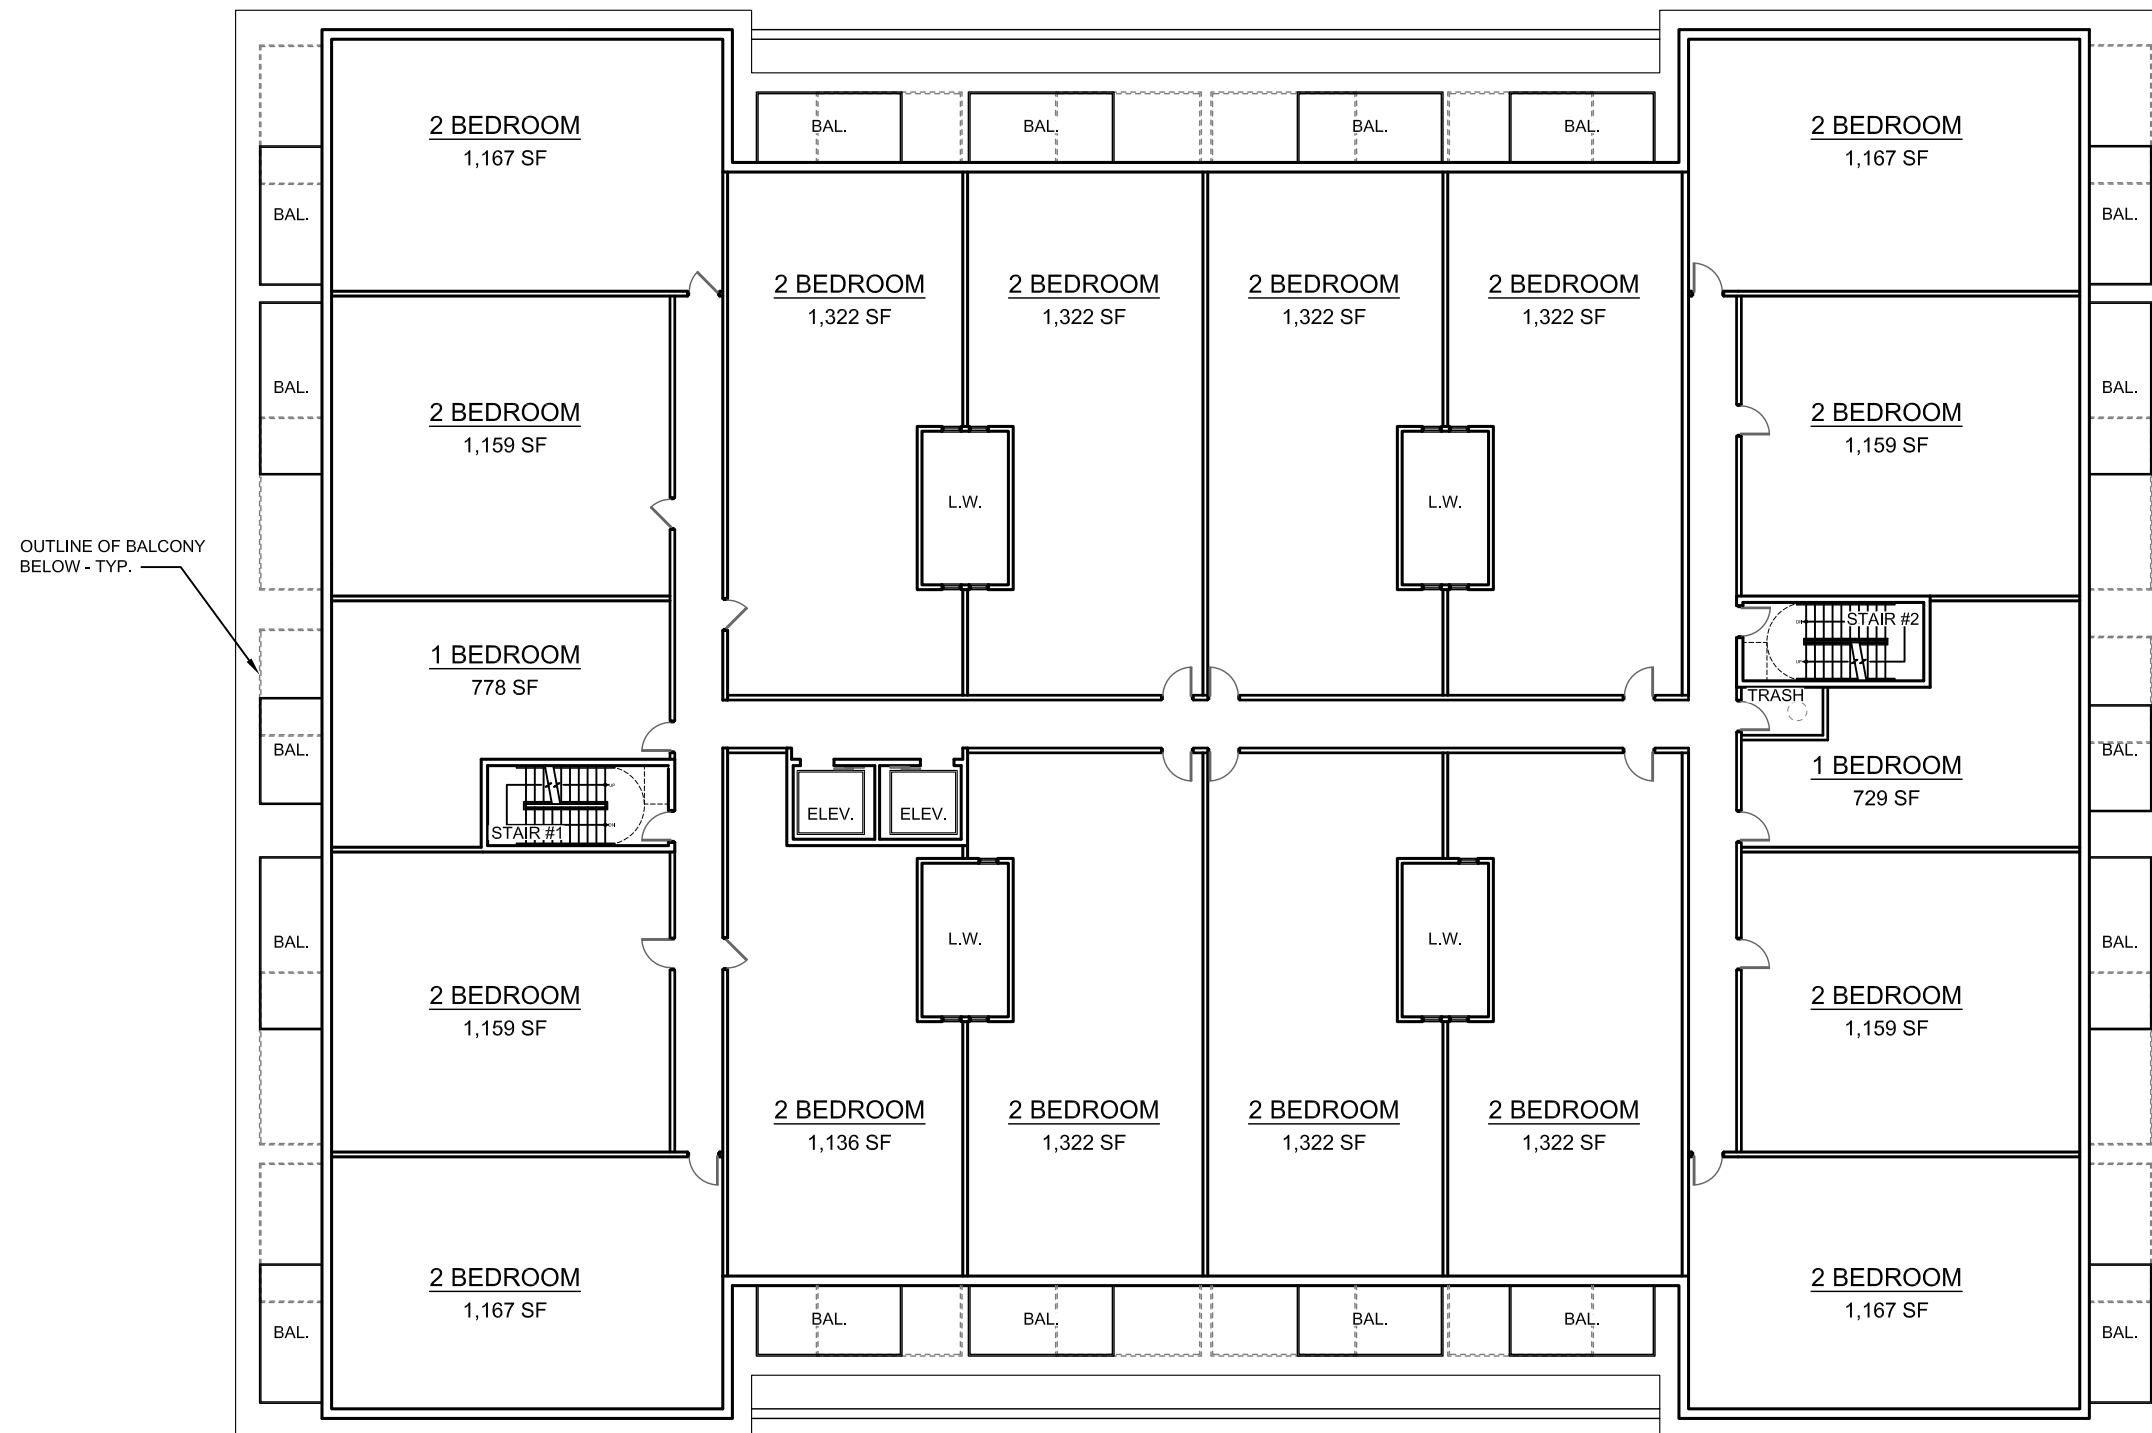 2 BEDROOM
1,167 SF
2 BEDROOM
1,167 SF
BAL.
BAL.
BAL.
BAL.
BAL.
BAL.
2 BEDROOM
1,322 SF
2 BEDROOM
1,322 SF
2 BEDROOM
1,322 SF
2 BEDROOM
1,322 SF
BAL.
BAL.
2 BEDROOM
1,159 SF
2 BEDROOM
1,159 SF
L.W.
L.W.
OUTLINE OF BALCONY
BELOW - TYP.
1 BEDROOM
778 SF
STAIR #2
DN
UP
TRASH
BAL.
BAL.
1 BEDROOM
729 SF
UP
DN
STAIR #1
ELEV.
ELEV.
BAL.
BAL.
L.W.
L.W.
2 BEDROOM
1,159 SF
2 BEDROOM
1,159 SF
2 BEDROOM
1,136 SF
2 BEDROOM
1,322 SF
2 BEDROOM
1,322 SF
2 BEDROOM
1,322 SF
2 BEDROOM
1,167 SF
2 BEDROOM
1,167 SF
BAL.
BAL.
BAL.
BAL.
BAL.
BAL.